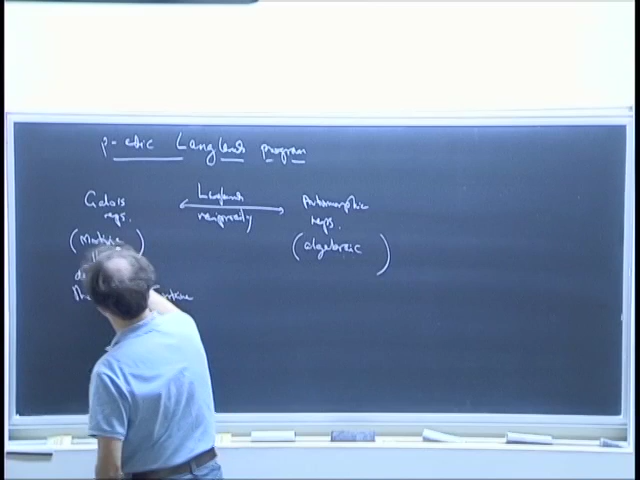 p-adic Langlands program
Galois
reps.
Langlands
reciprocity
Automorphic
reps.
(algebraic)